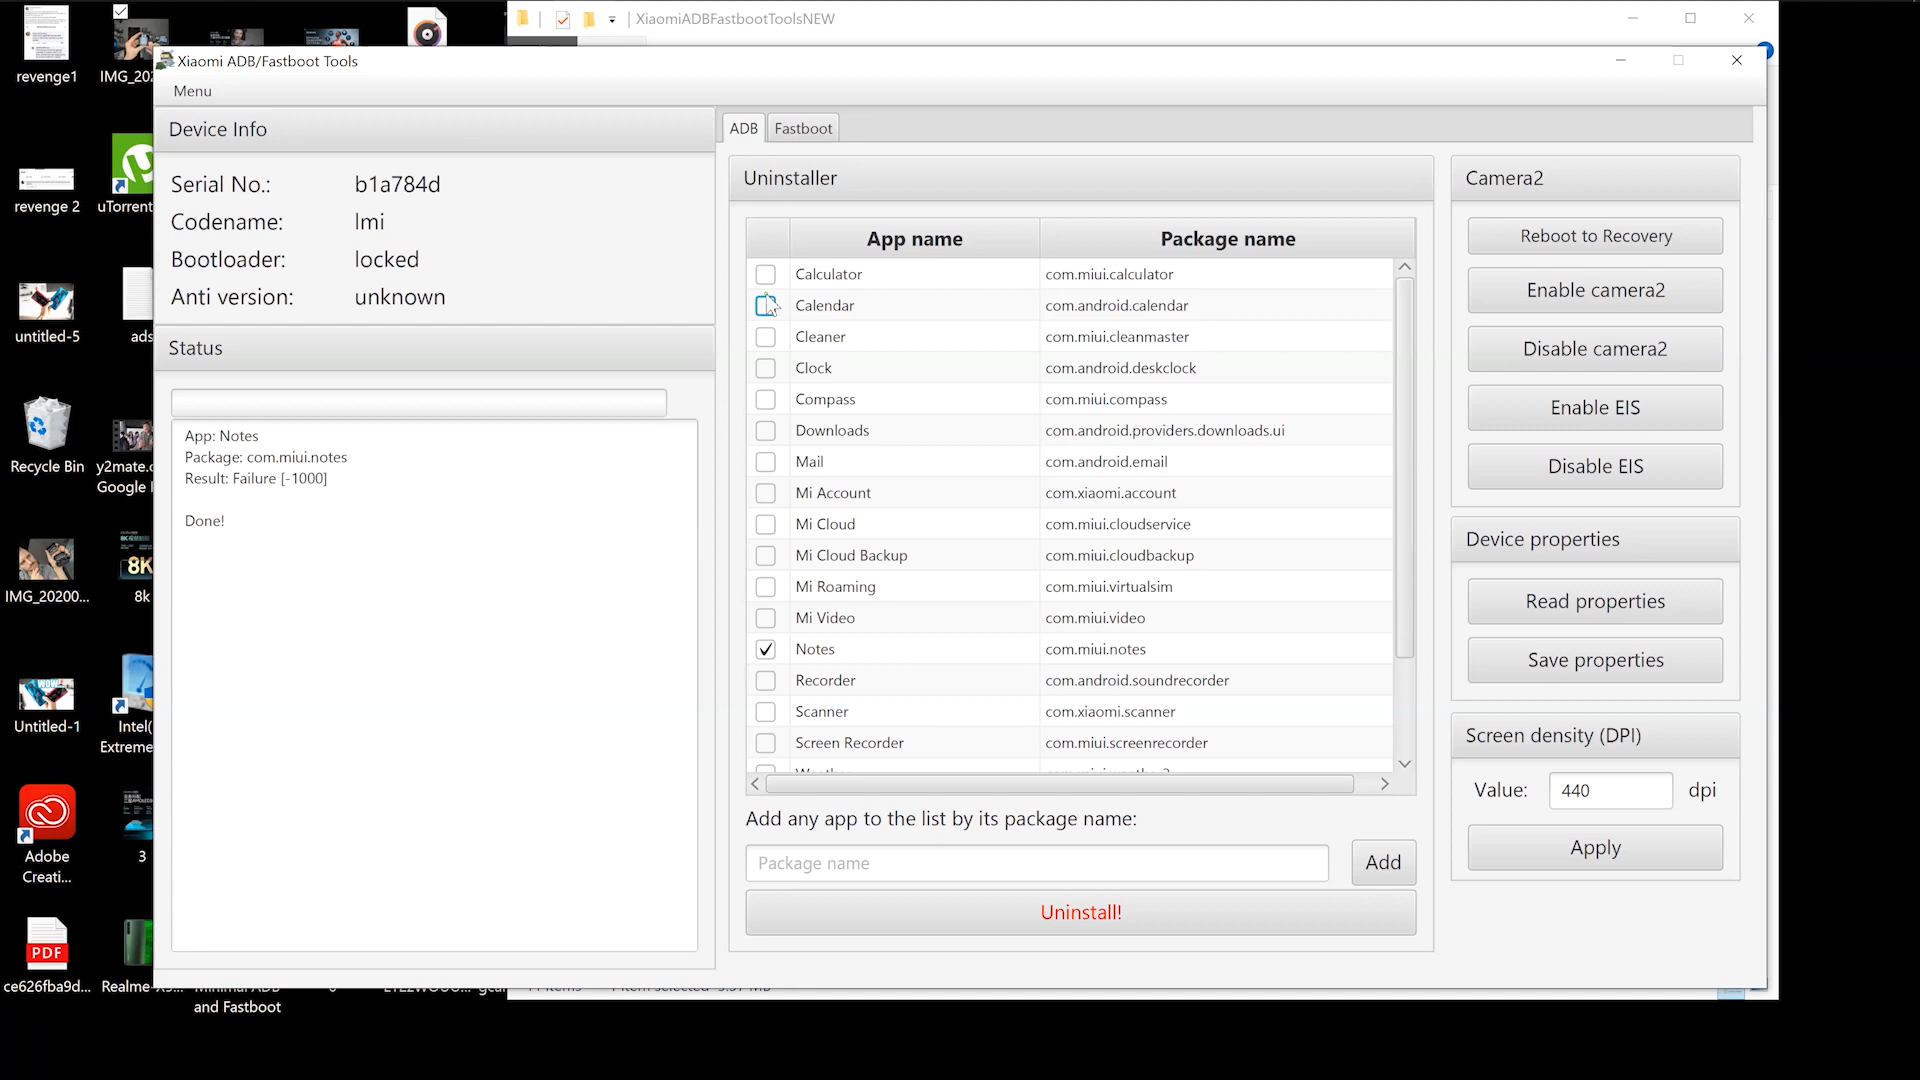 XiaomiADBFastbootToolsNEW
revenge1
revenge 2
uTorrent
untitled-5
ads
Recycle Bin
Google
IMG_20200...
8K
8k
Untitled-1
Intel(
Extreme
Adobe
Creati...
3
PDF
ce626fba9d...
and Fastboot
Xiaomi ADB/Fastboot Tools
Menu
Device Info
Serial No.: b1a784d
Codename: lmi
Bootloader: locked
Anti version: unknown
Status
App: Notes
Package: com.miui.notes
Result: Failure [-1000]
Done!
ADB
Fastboot
Uninstaller
App name Package name
Calculator com.miui.calculator
Calendar com.android.calendar
Cleaner com.miui.cleanmaster
Clock com.android.deskclock
Compass com.miui.compass
Downloads com.android.providers.downloads.ui
Mail com.android.email
Mi Account com.xiaomi.account
Mi Cloud com.miui.cloudservice
Mi Cloud Backup com.miui.cloudbackup
Mi Roaming com.miui.virtualsim
Mi Video com.miui.video
Notes com.miui.notes
Recorder com.android.soundrecorder
Scanner com.xiaomi.scanner
Screen Recorder com.miui.screenrecorder
Add any app to the list by its package name:
Package name
Add
Uninstall!
Camera2
Reboot to Recovery
Enable camera2
Disable camera2
Enable EIS
Disable EIS
Device properties
Read properties
Save properties
Screen density (DPI)
Value: 440 dpi
Apply